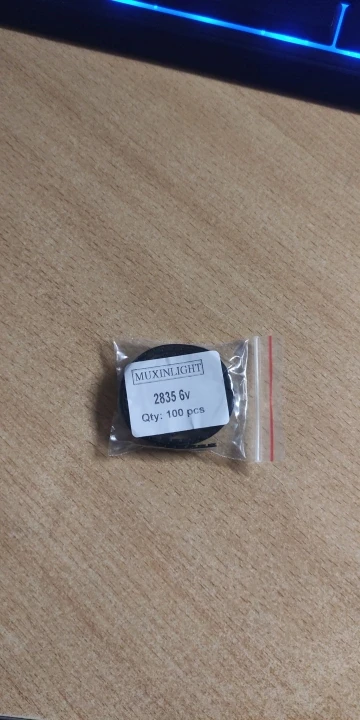 MUXINLIGHT
2835 6v
Qty: 100 pcs